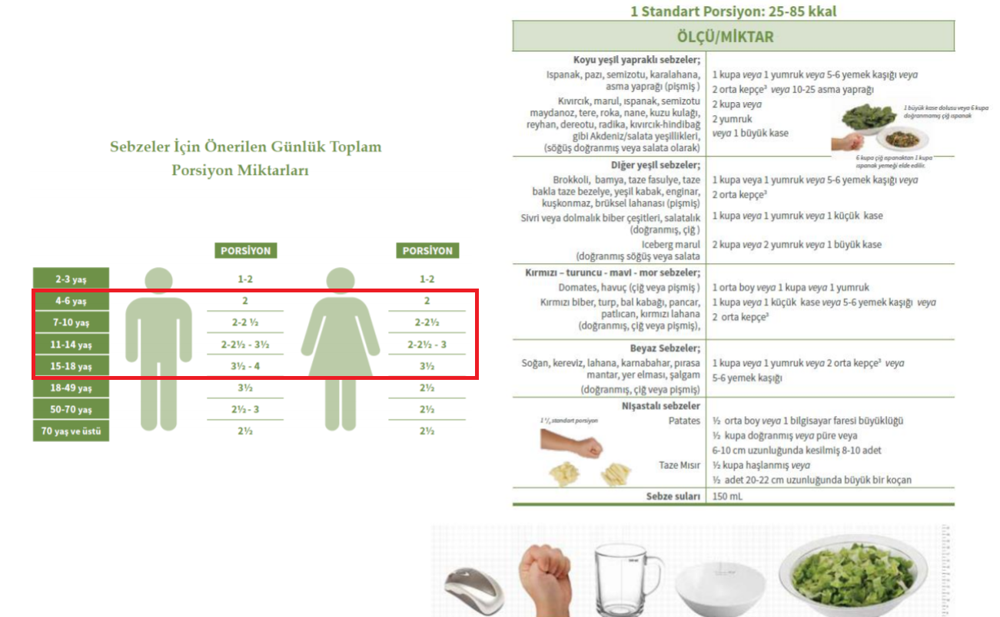 Sebzeler İçin Önerilen Günlük Toplam
Porsiyon Miktarları
PORSİYON PORSİYON
2-3 yaş 1-2 1-2
4-6 yaş 2 2
7-10 yaş 2-2 ½ 2-2½
11-14 yaş 2-2½ - 3½ 2-2½ - 3
15-18 yaş 3½ - 4 3½
18-49 yaş 3½ 2½
50-70 yaş 2½ - 3 2½
70 yaş ve üstü 2½ 2½
1 Standart Porsiyon: 25-85 kkal
ÖLÇÜ/MİKTAR
Koyu yeşil yapraklı sebzeler;
Ispanak, pazı, semizotu, karalahana, 1 kupa veya 1 yumruk veya 5-6 yemek kaşığı veya
asma yaprağı (pişmiş ) 2 orta kepçe³ veya 10-25 asma yaprağı
Kıvırcık, marul, ıspanak, semizotu 2 kupa veya
maydanoz, tere, roka, nane, kuzu kulağı, 2 yumruk
reyhan, dereotu, radika, kıvırcık-hindibağ veya 1 büyük kase
gibi Akdeniz/salata yeşillikleri,
(söğüş doğranmış veya salata olarak)
1 büyük kase dolusu veya 6 kupa
doğranmamış çiğ ıspanak
6 kupa çiğ ıspanaktan 1 kupa
ıspanak yemeği elde edilir.
Diğer yeşil sebzeler;
Brokkoli, bamya, taze fasulye, taze 1 kupa veya 1 yumruk veya 5-6 yemek kaşığı veya
bakla taze bezelye, yeşil kabak, enginar, 2 orta kepçe³
kuşkonmaz, brüksel lahanası (pişmiş)
Sivri veya dolmalık biber çeşitleri, salatalık 1 kupa veya 1 yumruk veya 1 küçük kase
(doğranmış, çiğ )
Iceberg marul 2 kupa veya 2 yumruk veya 1 büyük kase
(doğranmış söğüş veya salata
Kırmızı – turuncu - mavi - mor sebzeler;
Domates, havuç (çiğ veya pişmiş ) 1 orta boy veya 1 kupa veya 1 yumruk
Kırmızı biber, turp, bal kabağı, pancar, 1 kupa veya 1 küçük kase veya 5-6 yemek kaşığı veya
patlıcan, kırmızı lahana 2 orta kepçe³
(doğranmış, çiğ veya pişmiş),
Beyaz Sebzeler;
Soğan, kereviz, lahana, karnabahar, pırasa 1 kupa veya 1 yumruk veya 2 orta kepçe³ veya
mantar, yer elması, şalgam 5-6 yemek kaşığı
(doğranmış, çiğ veya pişmiş)
Nişastalı sebzeler
1 ½ standart porsiyon
Patates ½ orta boy veya 1 bilgisayar faresi büyüklüğü
½ kupa doğranmış veya püre veya
6-10 cm uzunluğunda kesilmiş 8-10 adet
Taze Mısır ½ kupa haşlanmış veya
½ adet 20-22 cm uzunluğunda büyük bir koçan
Sebze suları 150 mL